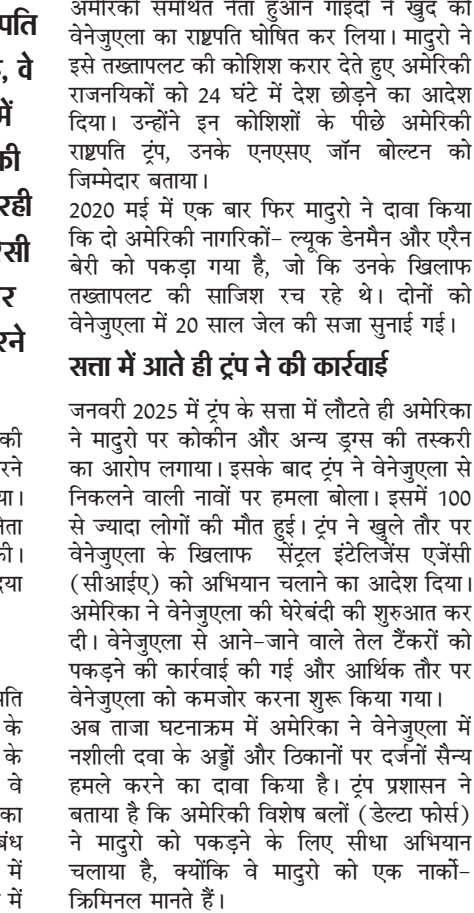 पति
, वे
में
की
रही
सी
र
रने
की
रने
या।
नेता
की।
दया
पति
के
के
वे
का
बंध
में
में
अमेरिकी समर्थित नेता हुआन गाइदो ने खुद को
वेनेजुएला का राष्ट्रपति घोषित कर लिया। मादुरो ने
इसे तख्तापलट की कोशिश करार देते हुए अमेरिकी
राजनयिकों को 24 घंटे में देश छोड़ने का आदेश
दिया। उन्होंने इन कोशिशों के पीछे अमेरिकी
राष्ट्रपति ट्रंप, उनके एनएसए जॉन बोल्टन को
जिम्मेदार बताया।
2020 मई में एक बार फिर मादुरो ने दावा किया
कि दो अमेरिकी नागरिकों- ल्यूक डेनमैन और एरैन
बेरी को पकड़ा गया है, जो कि उनके खिलाफ
तख्तापलट की साजिश रच रहे थे। दोनों को
वेनेजुएला में 20 साल जेल की सजा सुनाई गई।
सत्ता में आते ही ट्रंप ने की कार्रवाई
जनवरी 2025 में ट्रंप के सत्ता में लौटते ही अमेरिका
ने मादुरो पर कोकीन और अन्य ड्रग्स की तस्करी
का आरोप लगाया। इसके बाद ट्रंप ने वेनेजुएला से
निकलने वाली नावों पर हमला बोला। इसमें 100
से ज्यादा लोगों की मौत हुई। ट्रंप ने खुले तौर पर
वेनेजुएला के खिलाफ सेंट्रल इंटेलिजेंस एजेंसी
(सीआईए) को अभियान चलाने का आदेश दिया।
अमेरिका ने वेनेजुएला की घेरेबंदी की शुरुआत कर
दी। वेनेजुएला से आने-जाने वाले तेल टैंकरों को
पकड़ने की कार्रवाई की गई और आर्थिक तौर पर
वेनेजुएला को कमजोर करना शुरू किया गया।
अब ताजा घटनाक्रम में अमेरिका ने वेनेजुएला में
नशीली दवा के अड्डों और ठिकानों पर दर्जनों सैन्य
हमले करने का दावा किया है। ट्रंप प्रशासन ने
बताया है कि अमेरिकी विशेष बलों (डेल्टा फोर्स)
ने मादुरो को पकड़ने के लिए सीधा अभियान
चलाया है, क्योंकि वे मादुरो को एक नार्को-
क्रिमिनल मानते हैं।